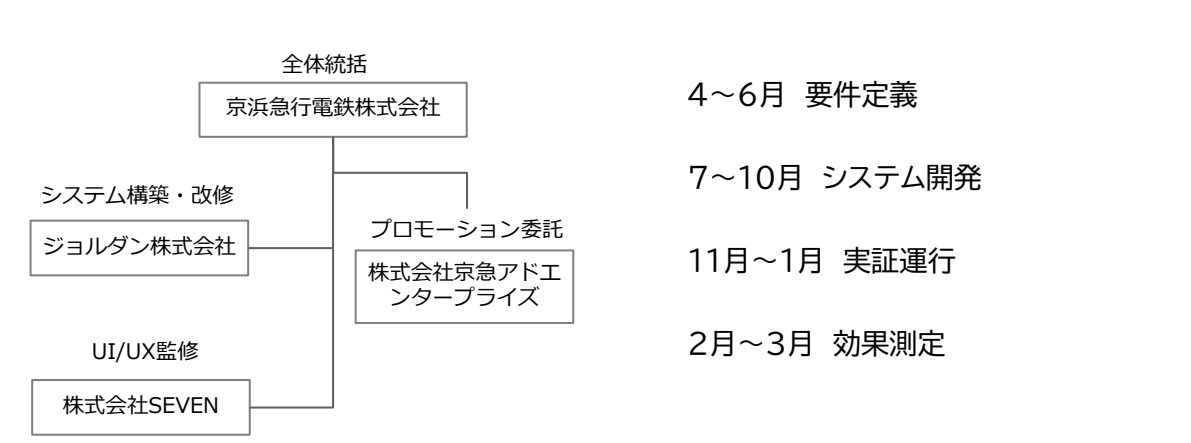 全体統括
京浜急行電鉄株式会社
システム構築・改修
ジョルダン株式会社
プロモーション委託
株式会社京急アドエ
ンタープライズ
UI/UX監修
株式会社SEVEN
4～6月 要件定義
7～10月 システム開発
11月～1月 実証運行
2月～3月 効果測定